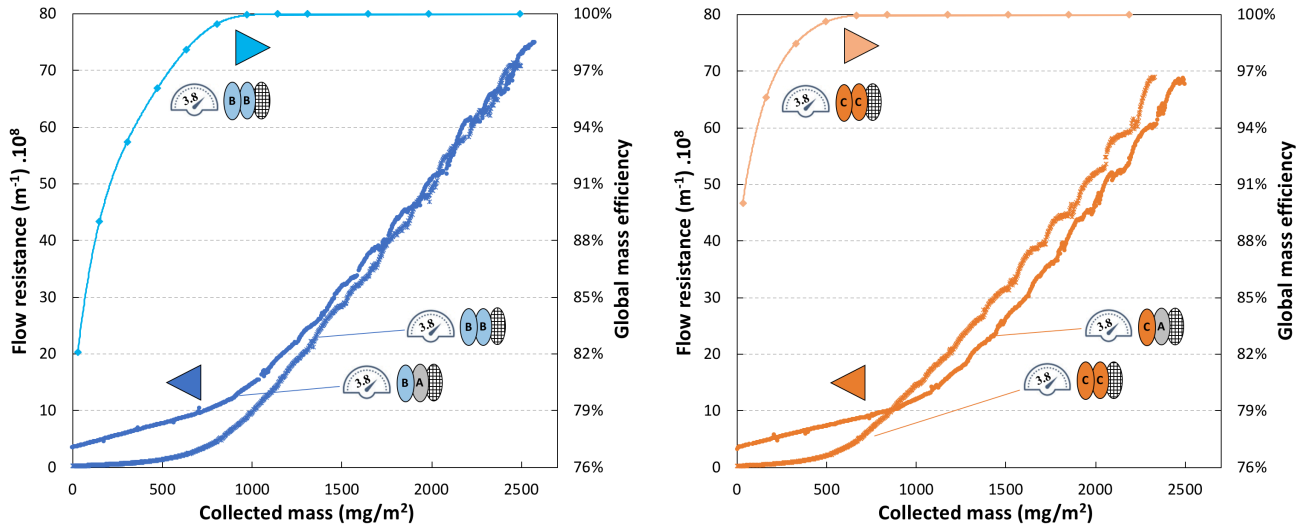 80
70
60
50
40
30
20
10
0
Flow resistance (m⁻¹) .10⁸
100%
97%
94%
91%
88%
85%
82%
79%
76%
Global mass efficiency
3.8 B B
3.8 B B
3.8 B A
0 500 1000 1500 2000 2500
Collected mass (mg/m²)
80
70
60
50
40
30
20
10
0
Flow resistance (m⁻¹) .10⁸
100%
97%
94%
91%
88%
85%
82%
79%
76%
Global mass efficiency
3.8 C C
3.8 C A
3.8 C C
0 500 1000 1500 2000 2500
Collected mass (mg/m²)